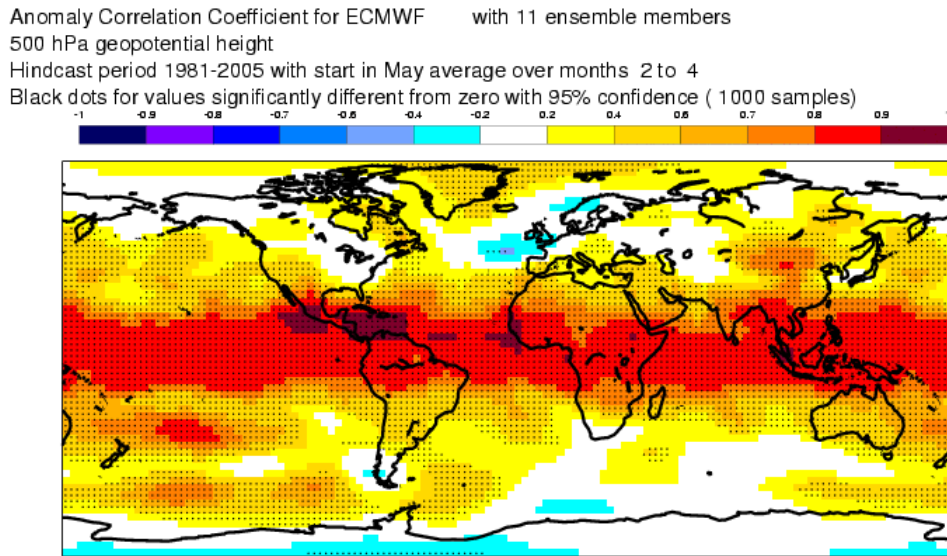 Anomaly Correlation Coefficient for ECMWF with 11 ensemble members
500 hPa geopotential height
Hindcast period 1981-2005 with start in May average over months 2 to 4
Black dots for values significantly different from zero with 95% confidence ( 1000 samples)
-1 -0.9 -0.8 -0.7 -0.6 -0.4 -0.2 0.2 0.4 0.6 0.7 0.8 0.9